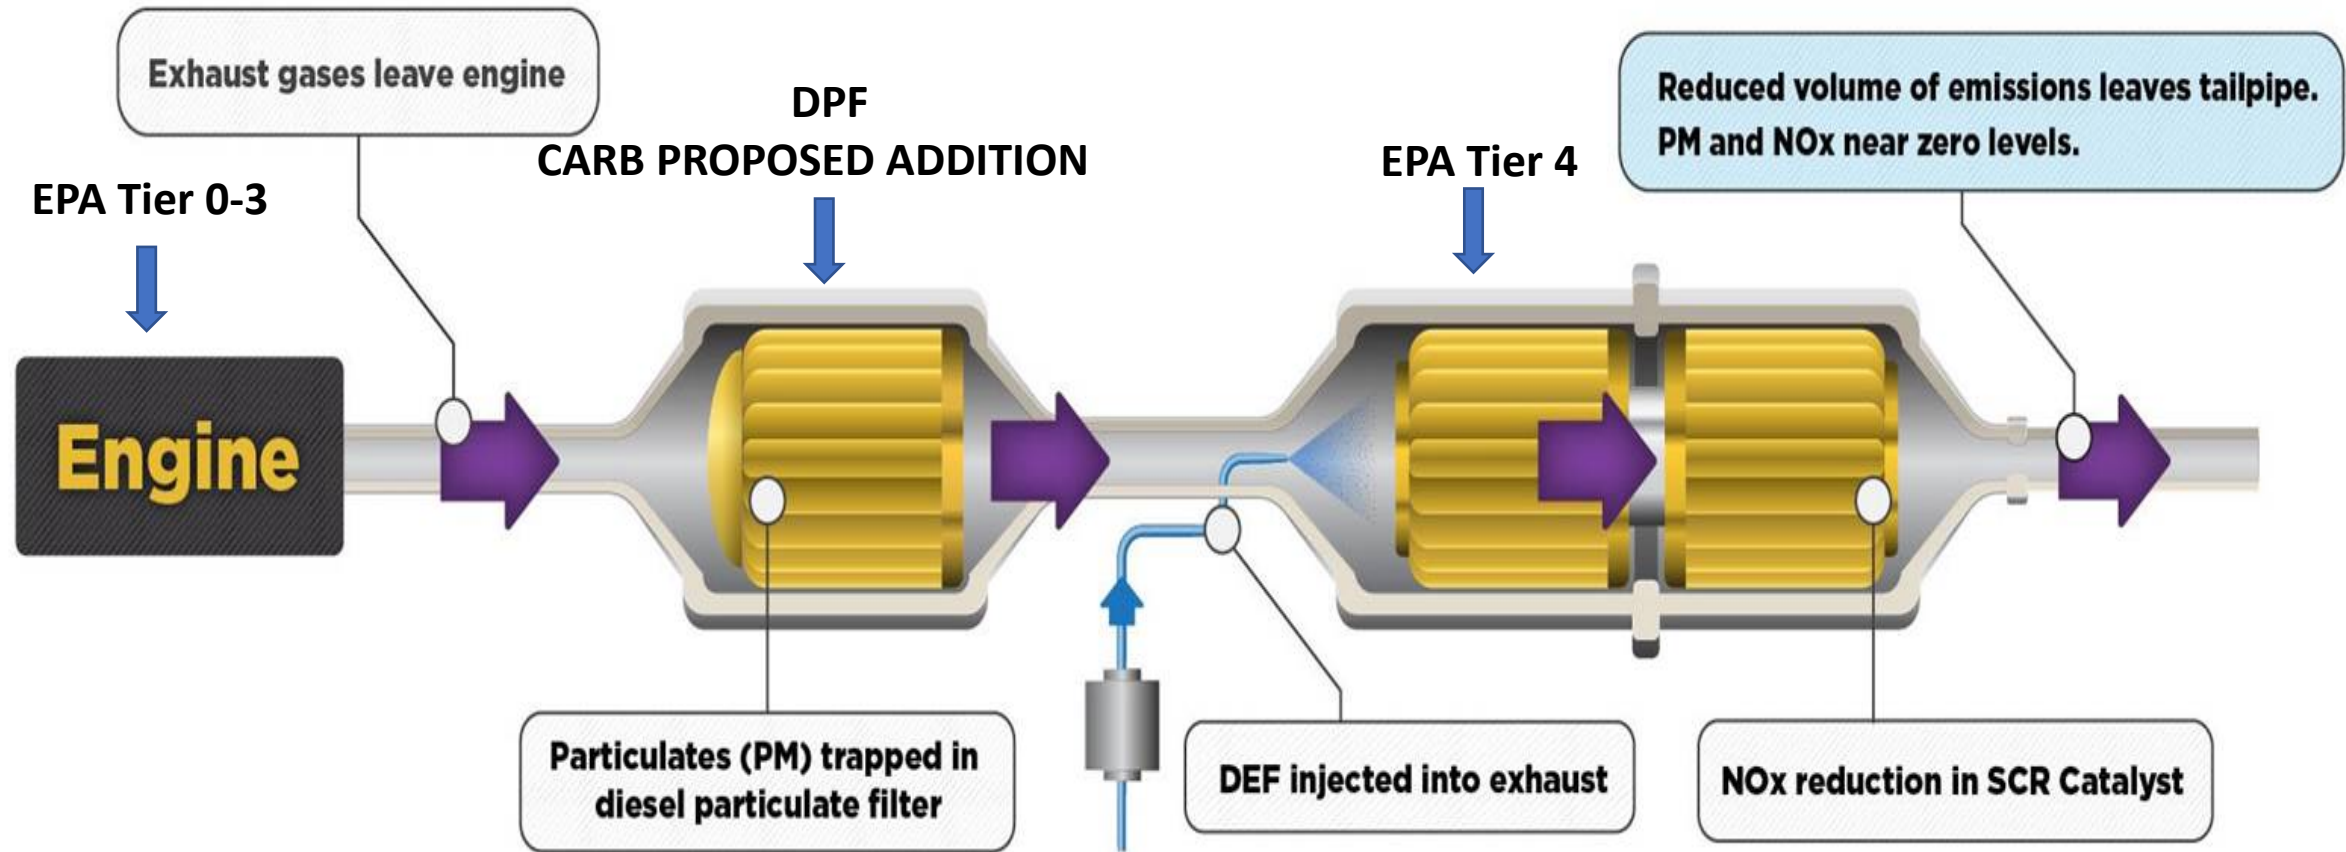 Exhaust gases leave engine
EPA Tier 0-3
DPF
CARB PROPOSED ADDITION
EPA Tier 4
Reduced volume of emissions leaves tailpipe.
PM and NOx near zero levels.
Engine
Particulates (PM) trapped in
diesel particulate filter
DEF injected into exhaust
NOx reduction in SCR Catalyst